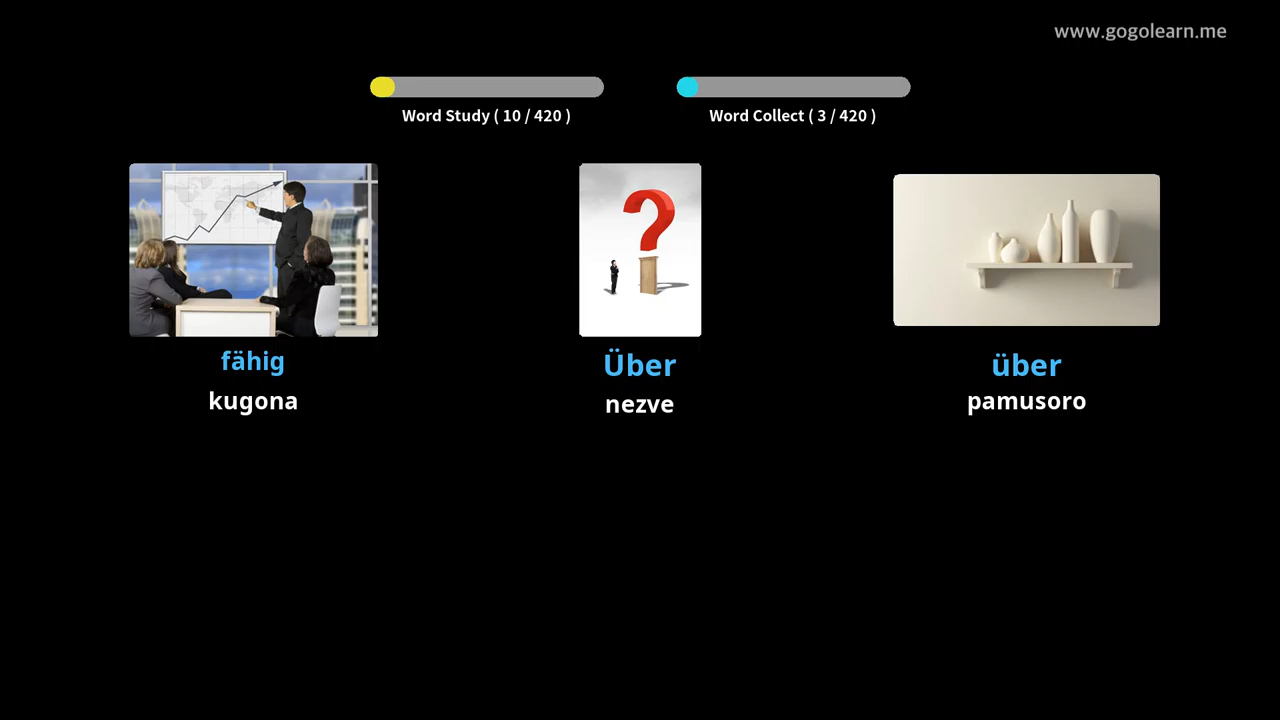 www.gogolearn.me
Word Study ( 10 / 420 )
Word Collect ( 3 / 420 )
fähig
kugona
Über
nezve
über
pamusoro